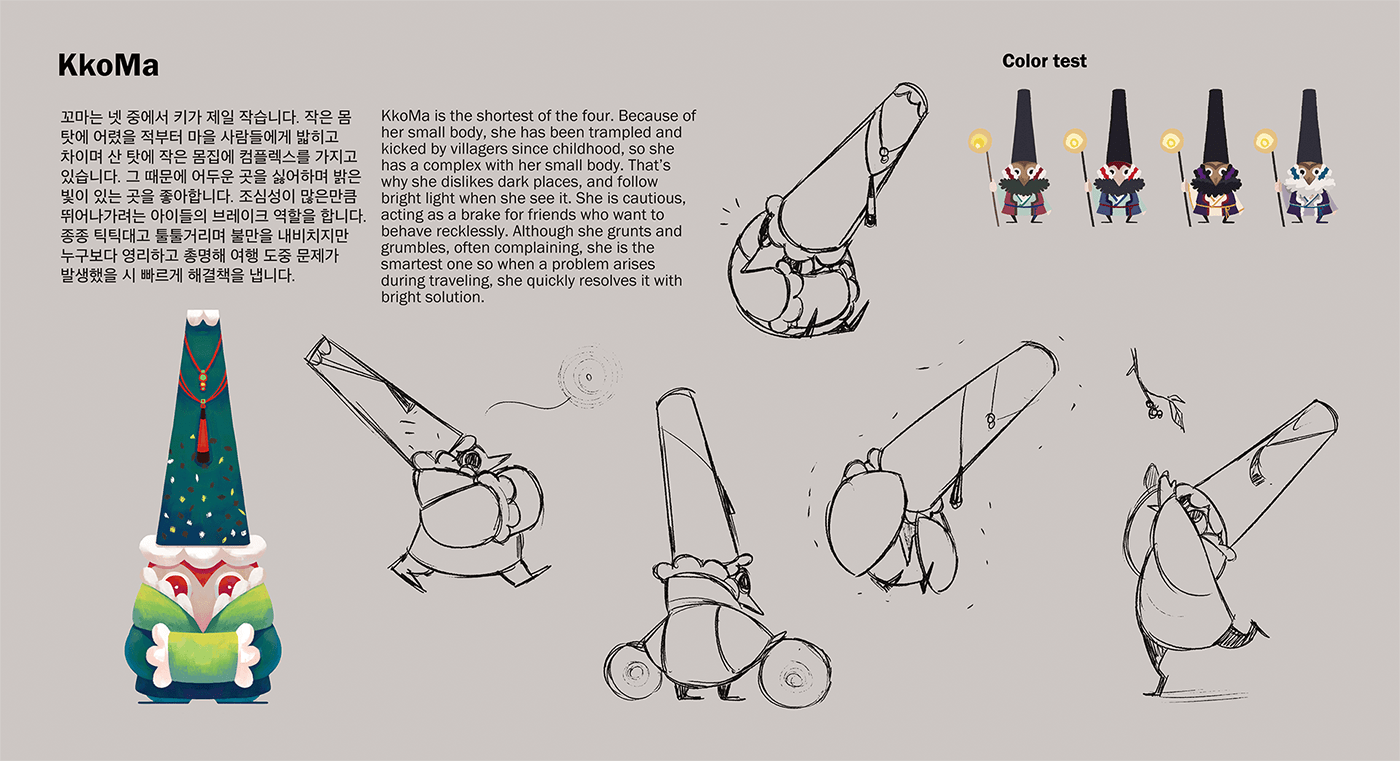 KkoMa
꼬마는 넷 중에서 키가 제일 작습니다. 작은 몸
탓에 어렸을 적부터 마을 사람들에게 밟히고
차이며 산 탓에 작은 몸집에 컴플렉스를 가지고
있습니다. 그 때문에 어두운 곳을 싫어하며 밝은
빛이 있는 곳을 좋아합니다. 조심성이 많은만큼
뛰어나가려는 아이들의 브레이크 역할을 합니다.
종종 틱틱대고 툴툴거리며 불만을 내비치지만
누구보다 영리하고 총명해 여행 도중 문제가
발생했을 시 빠르게 해결책을 냅니다.
KkoMa is the shortest of the four. Because of
her small body, she has been trampled and
kicked by villagers since childhood, so she
has a complex with her small body. That's
why she dislikes dark places, and follow
bright light when she see it. She is cautious,
acting as a brake for friends who want to
behave recklessly. Although she grunts and
grumbles, often complaining, she is the
smartest one so when a problem arises
during traveling, she quickly resolves it with
bright solution.
Color test